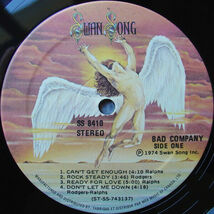 SWAN SONG
SS 8410
STEREO
BAD COMPANY
SIDE ONE
℗ 1974 Swan Song Inc.
1. CAN'T GET ENOUGH (4:10) Ralphs
2. ROCK STEADY (3:46) Rodgers
3. READY FOR LOVE (5:00) Ralphs
4. DON'T LET ME DOWN (4:18)
Rodgers-Ralphs
(ST-SS-743137)